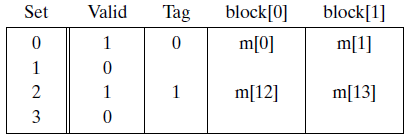 Set Valid Tag block[0] block[1]
0 1 0 m[0] m[1]
1 0
2 1 1 m[12] m[13]
3 0